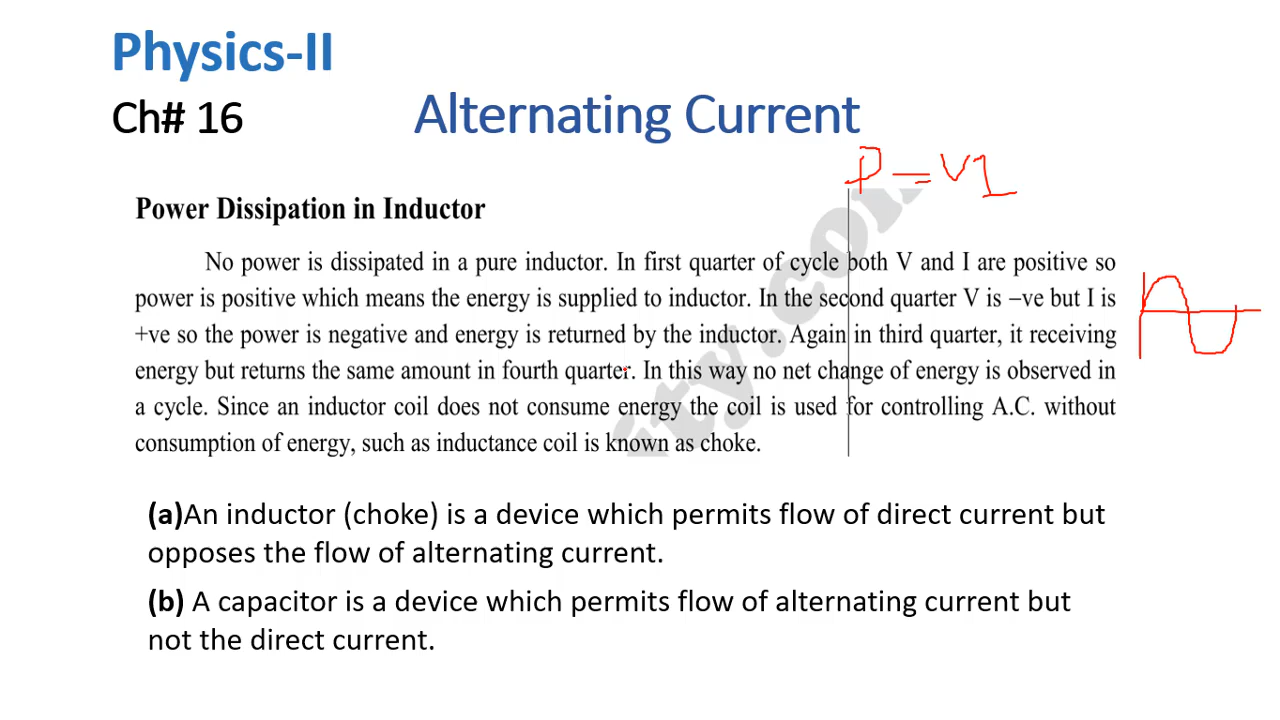 Physics-II
Ch# 16
Alternating Current
P = VI
Power Dissipation in Inductor
No power is dissipated in a pure inductor. In first quarter of cycle both V and I are positive so
power is positive which means the energy is supplied to inductor. In the second quarter V is –ve but I is
+ve so the power is negative and energy is returned by the inductor. Again in third quarter, it receiving
energy but returns the same amount in fourth quarter. In this way no net change of energy is observed in
a cycle. Since an inductor coil does not consume energy the coil is used for controlling A.C. without
consumption of energy, such as inductance coil is known as choke.
ity.com
(a)An inductor (choke) is a device which permits flow of direct current but
opposes the flow of alternating current.
(b) A capacitor is a device which permits flow of alternating current but
not the direct current.